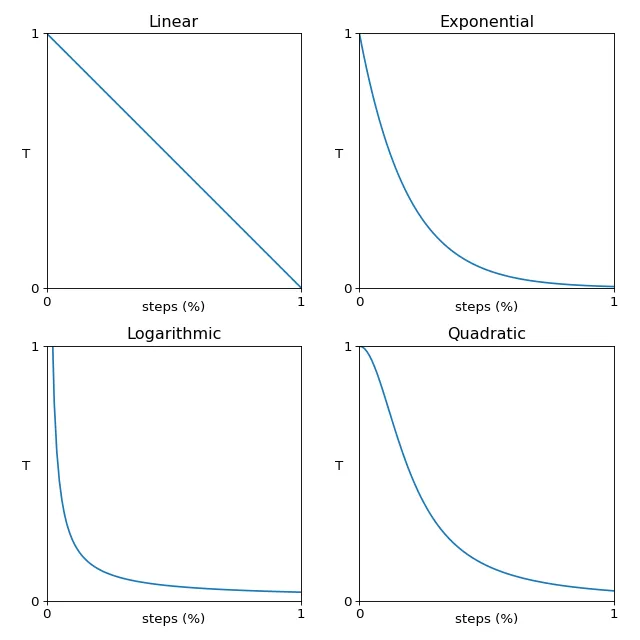 Linear
1
T
0
0
1
steps (%)
Exponential
1
T
0
0
1
steps (%)
Logarithmic
1
T
0
0
1
steps (%)
Quadratic
1
T
0
0
1
steps (%)